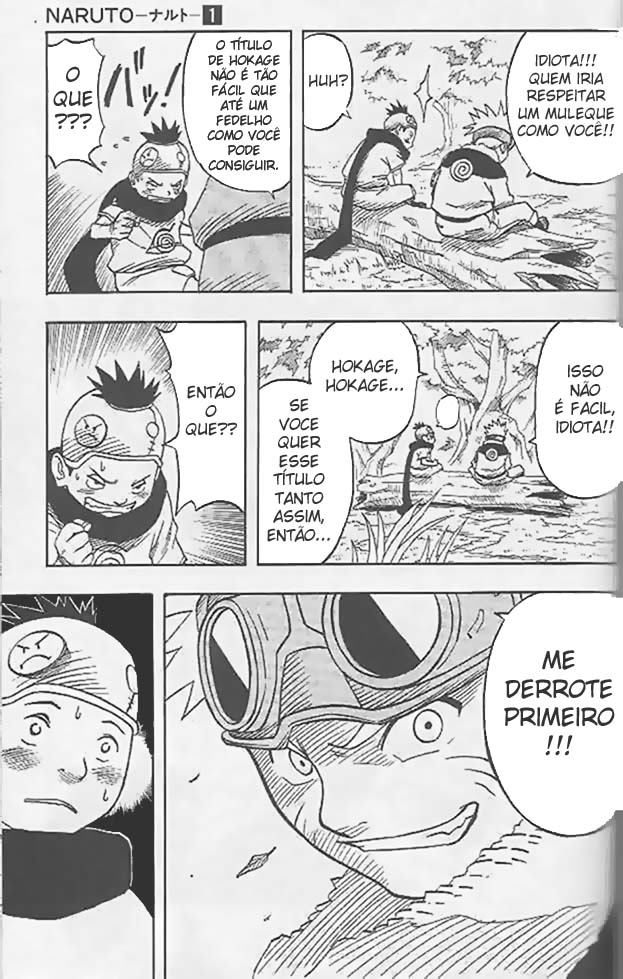 NARUTO—ナルト—1
IDIOTA!!!
QUEM IRIA
RESPEITAR
UM MULEQUE
COMO VOCÊ!!
HUH?
O TÍTULO
DE HOKAGE
NÃO É TÃO
FÁCIL QUE
ATÉ UM
FEDELHO
COMO VOCÊ
PODE
CONSIGUIR.
バッ!
O
QUE
???
ISSO
NÃO
É FACIL,
IDIOTA!!
HOKAGE,
HOKAGE...
SE
VOCE
QUER
ESSE
TÍTULO
TANTO
ASSIM,
ENTÃO...
ENTÃO
O
QUE??
ME
DERROTE
PRIMEIRO
!!!